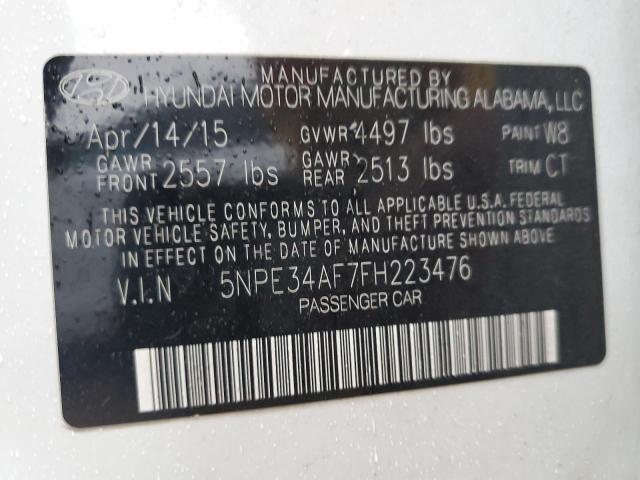 MANUFACTURED BY
HYUNDAI MOTOR MANUFACTURING ALABAMA, LLC
Apr/14/15 GVWR 4497 lbs PAINT W8
GAWR FRONT 2557 lbs GAWR REAR 2513 lbs TRIM CT
THIS VEHICLE CONFORMS TO ALL APPLICABLE U.S.A. FEDERAL
MOTOR VEHICLE SAFETY, BUMPER, AND THEFT PREVENTION STANDARDS
IN EFFECT ON THE DATE OF MANUFACTURE SHOWN ABOVE.
V.I.N 5NPE34AF7FH223476
PASSENGER CAR